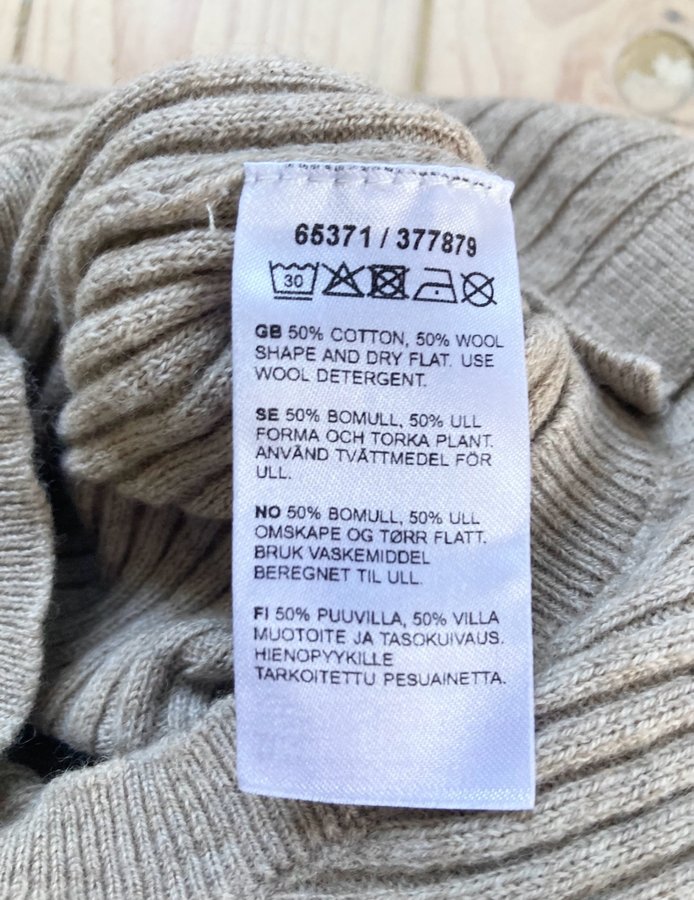 65371 / 377879
30
GB 50% COTTON, 50% WOOL
SHAPE AND DRY FLAT. USE
WOOL DETERGENT.
SE 50% BOMULL, 50% ULL
FORMA OCH TORKA PLANT.
ANVÄND TVÄTTMEDEL FÖR
ULL.
NO 50% BOMULL, 50% ULL
OMSKAPE OG TØRR FLATT.
BRUK VASKEMIDDEL
BEREGNET TIL ULL.
FI 50% PUUVILLA, 50% VILLA
MUOTOITE JA TASOKUIVAUS.
HIENOPYYKILLE
TARKOITETTU PESUAINETTA.